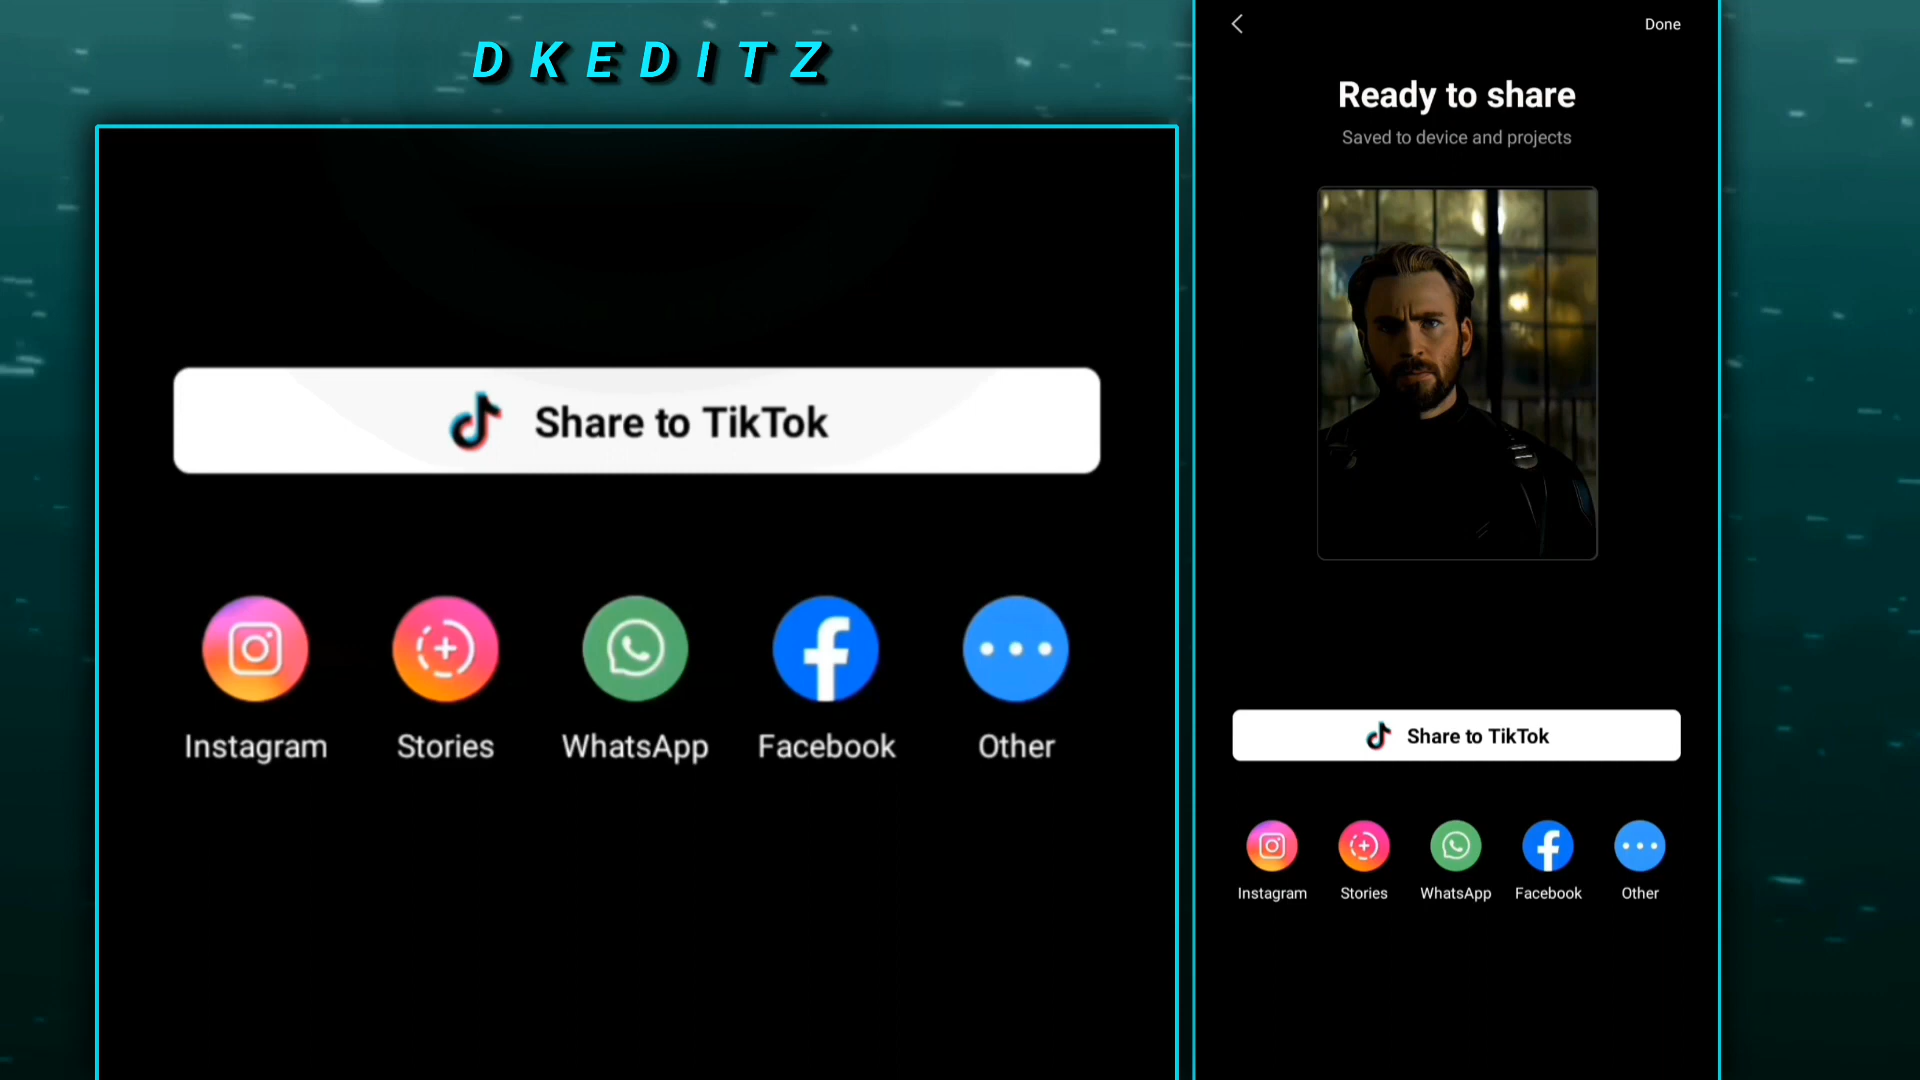 DKEDITZ
Share to TikTok
Instagram Stories WhatsApp Facebook Other
Done
Ready to share
Saved to device and projects
Share to TikTok
Instagram Stories WhatsApp Facebook Other